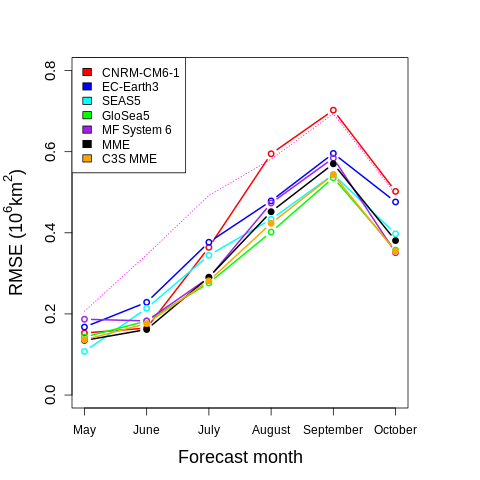 CNRM-CM6-1
EC-Earth3
SEAS5
GloSea5
MF System 6
MME
C3S MME
RMSE (10⁶km²)
0.8
0.6
0.4
0.2
0.0
May June July August September October
Forecast month